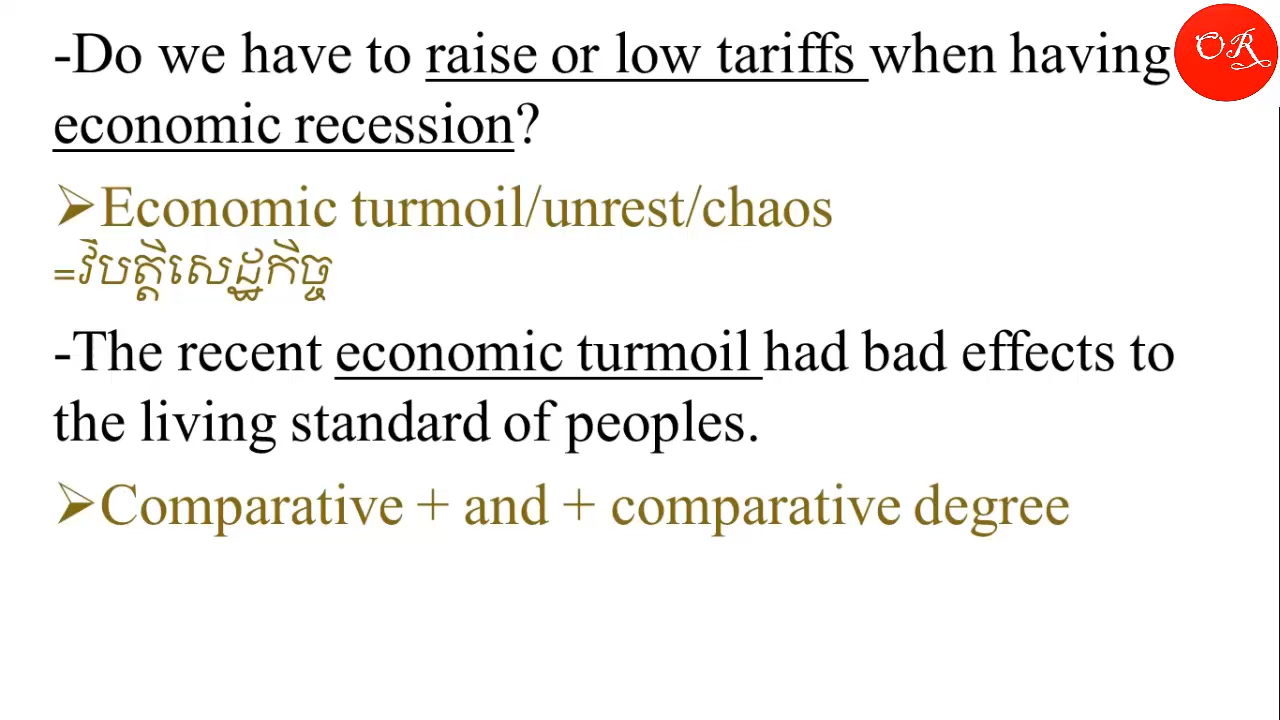 -Do we have to raise or low tariffs when having
economic recession?
OR
➢Economic turmoil/unrest/chaos
=វិបត្តិសេដ្ឋកិច្ច
-The recent economic turmoil had bad effects to
the living standard of peoples.
➢Comparative + and + comparative degree